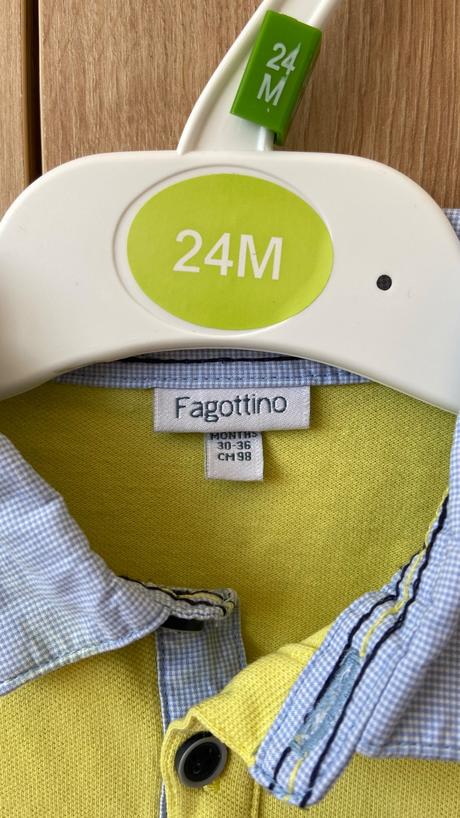 24
M
24M
Fagottino
MONTHS
30-36
CM 98